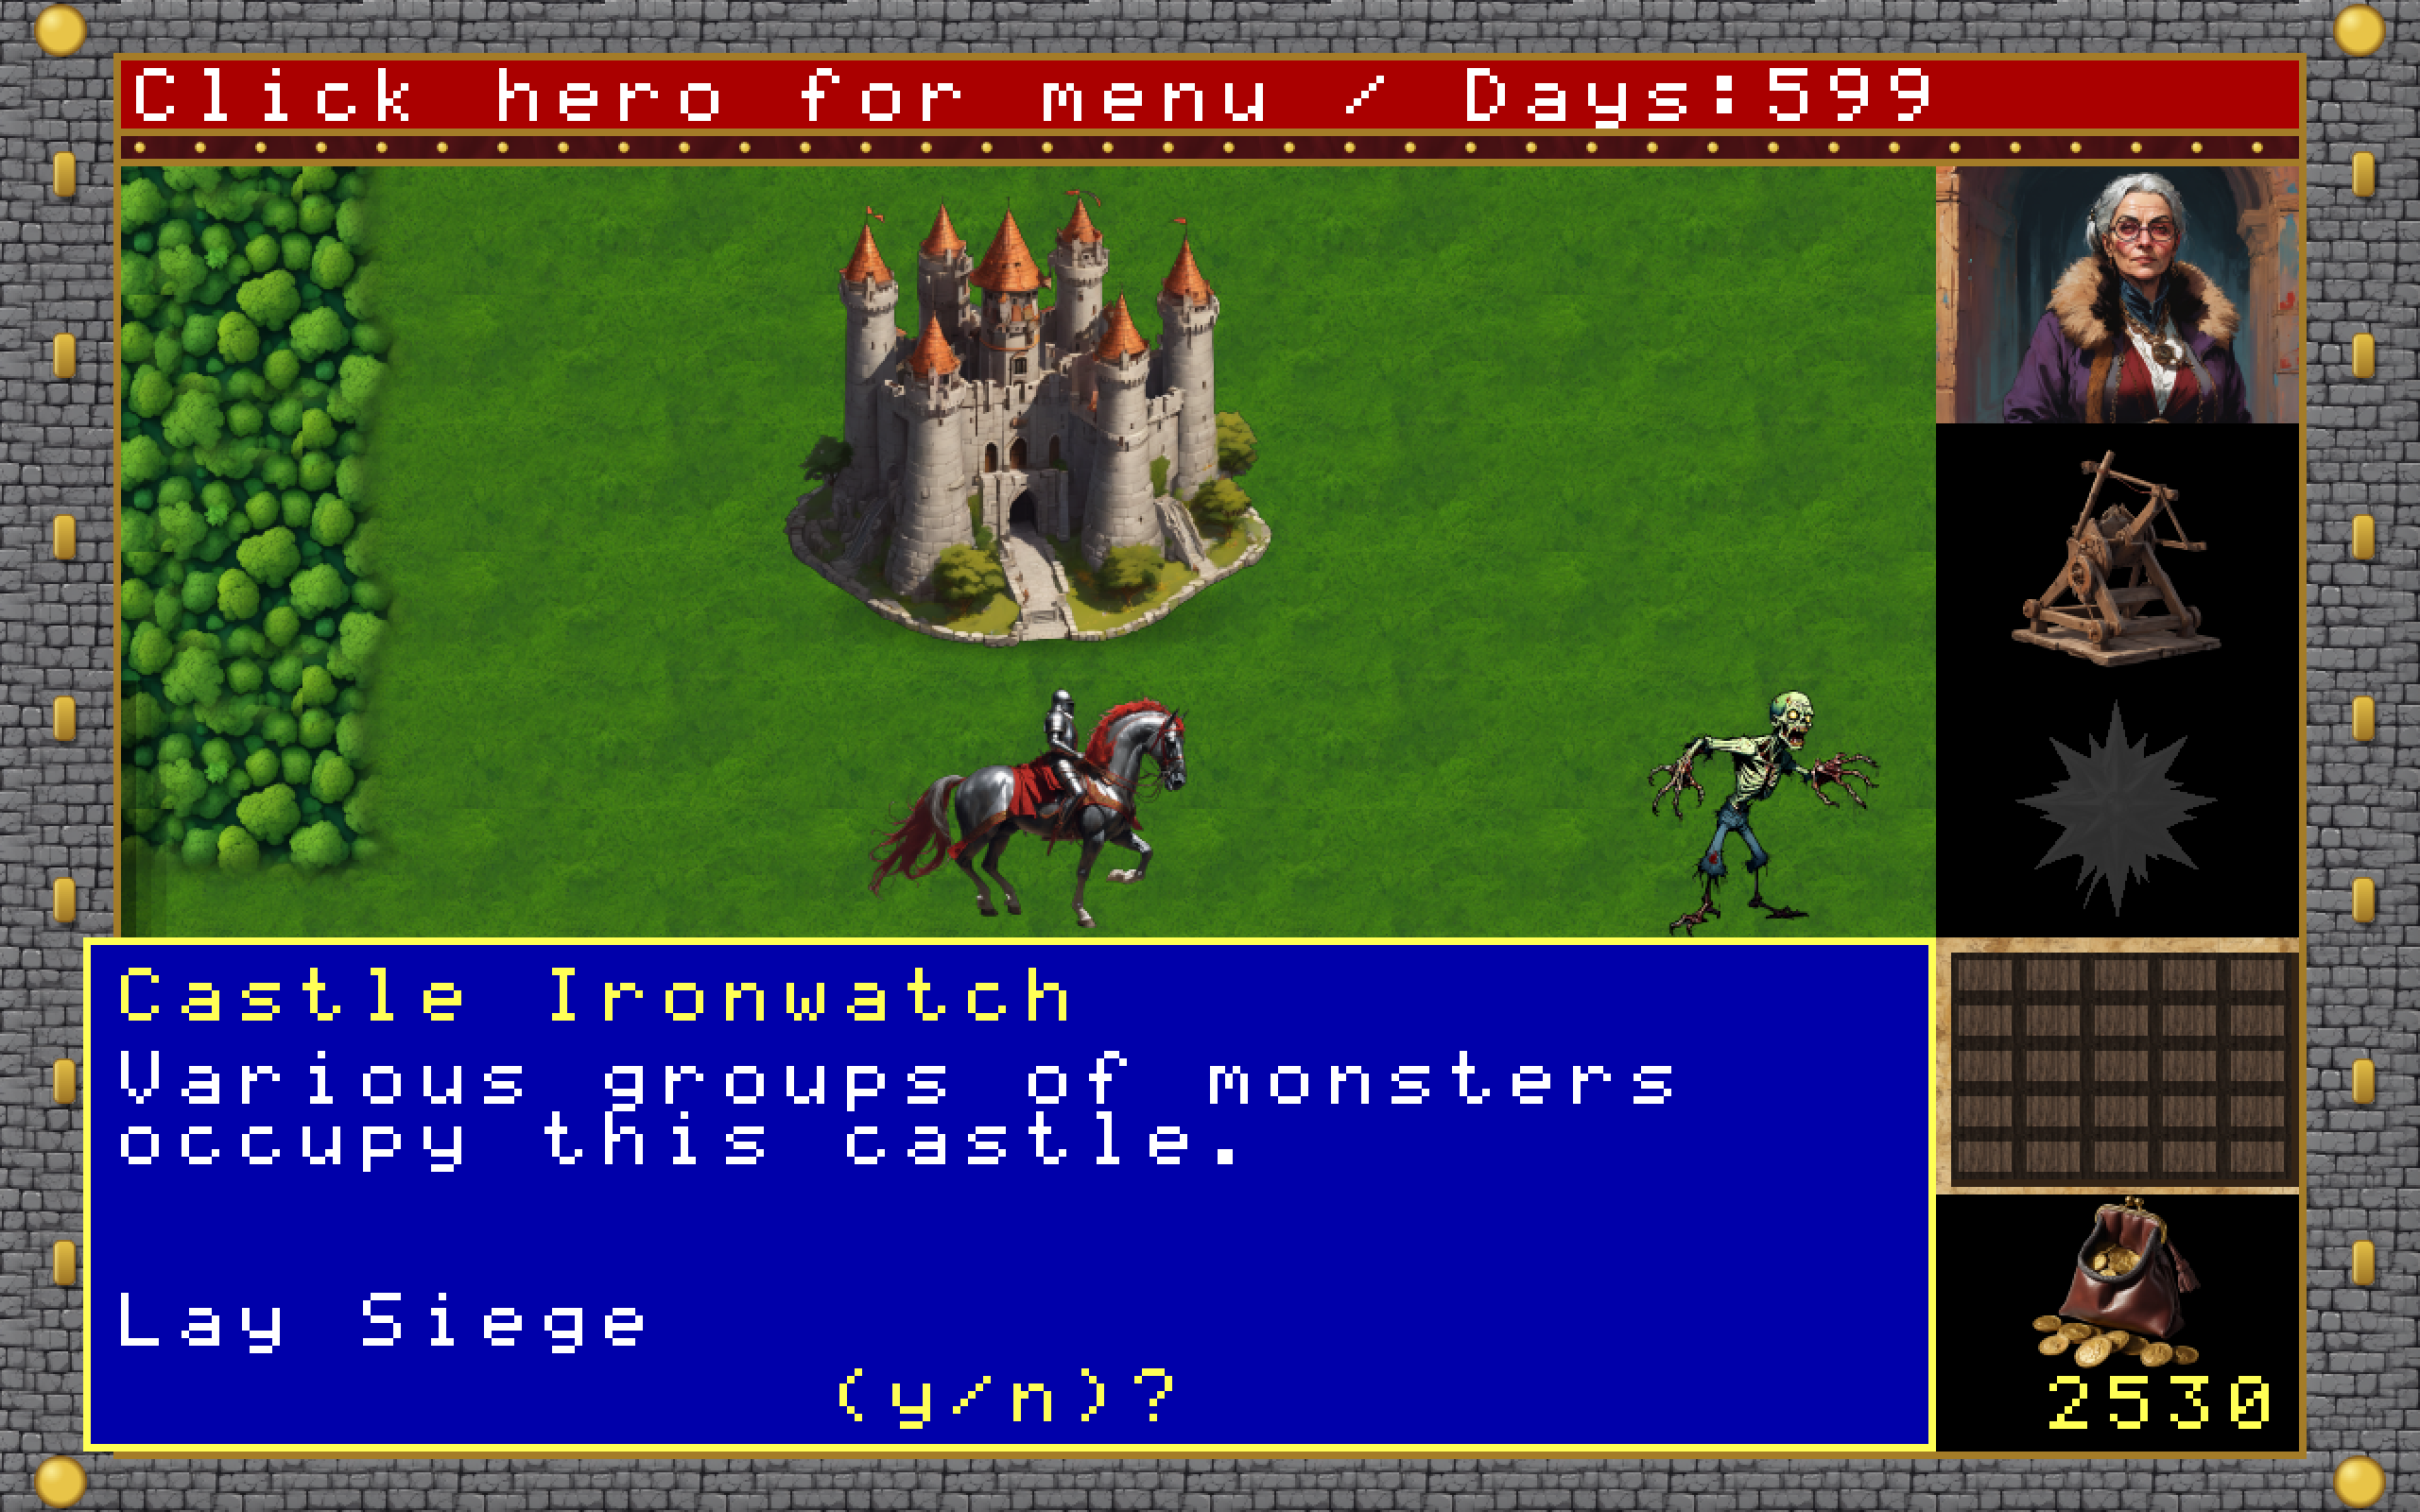 Click hero for menu / Days:599
Castle Ironwatch
Various groups of monsters
occupy this castle.
Lay Siege
(y/n)?
2530